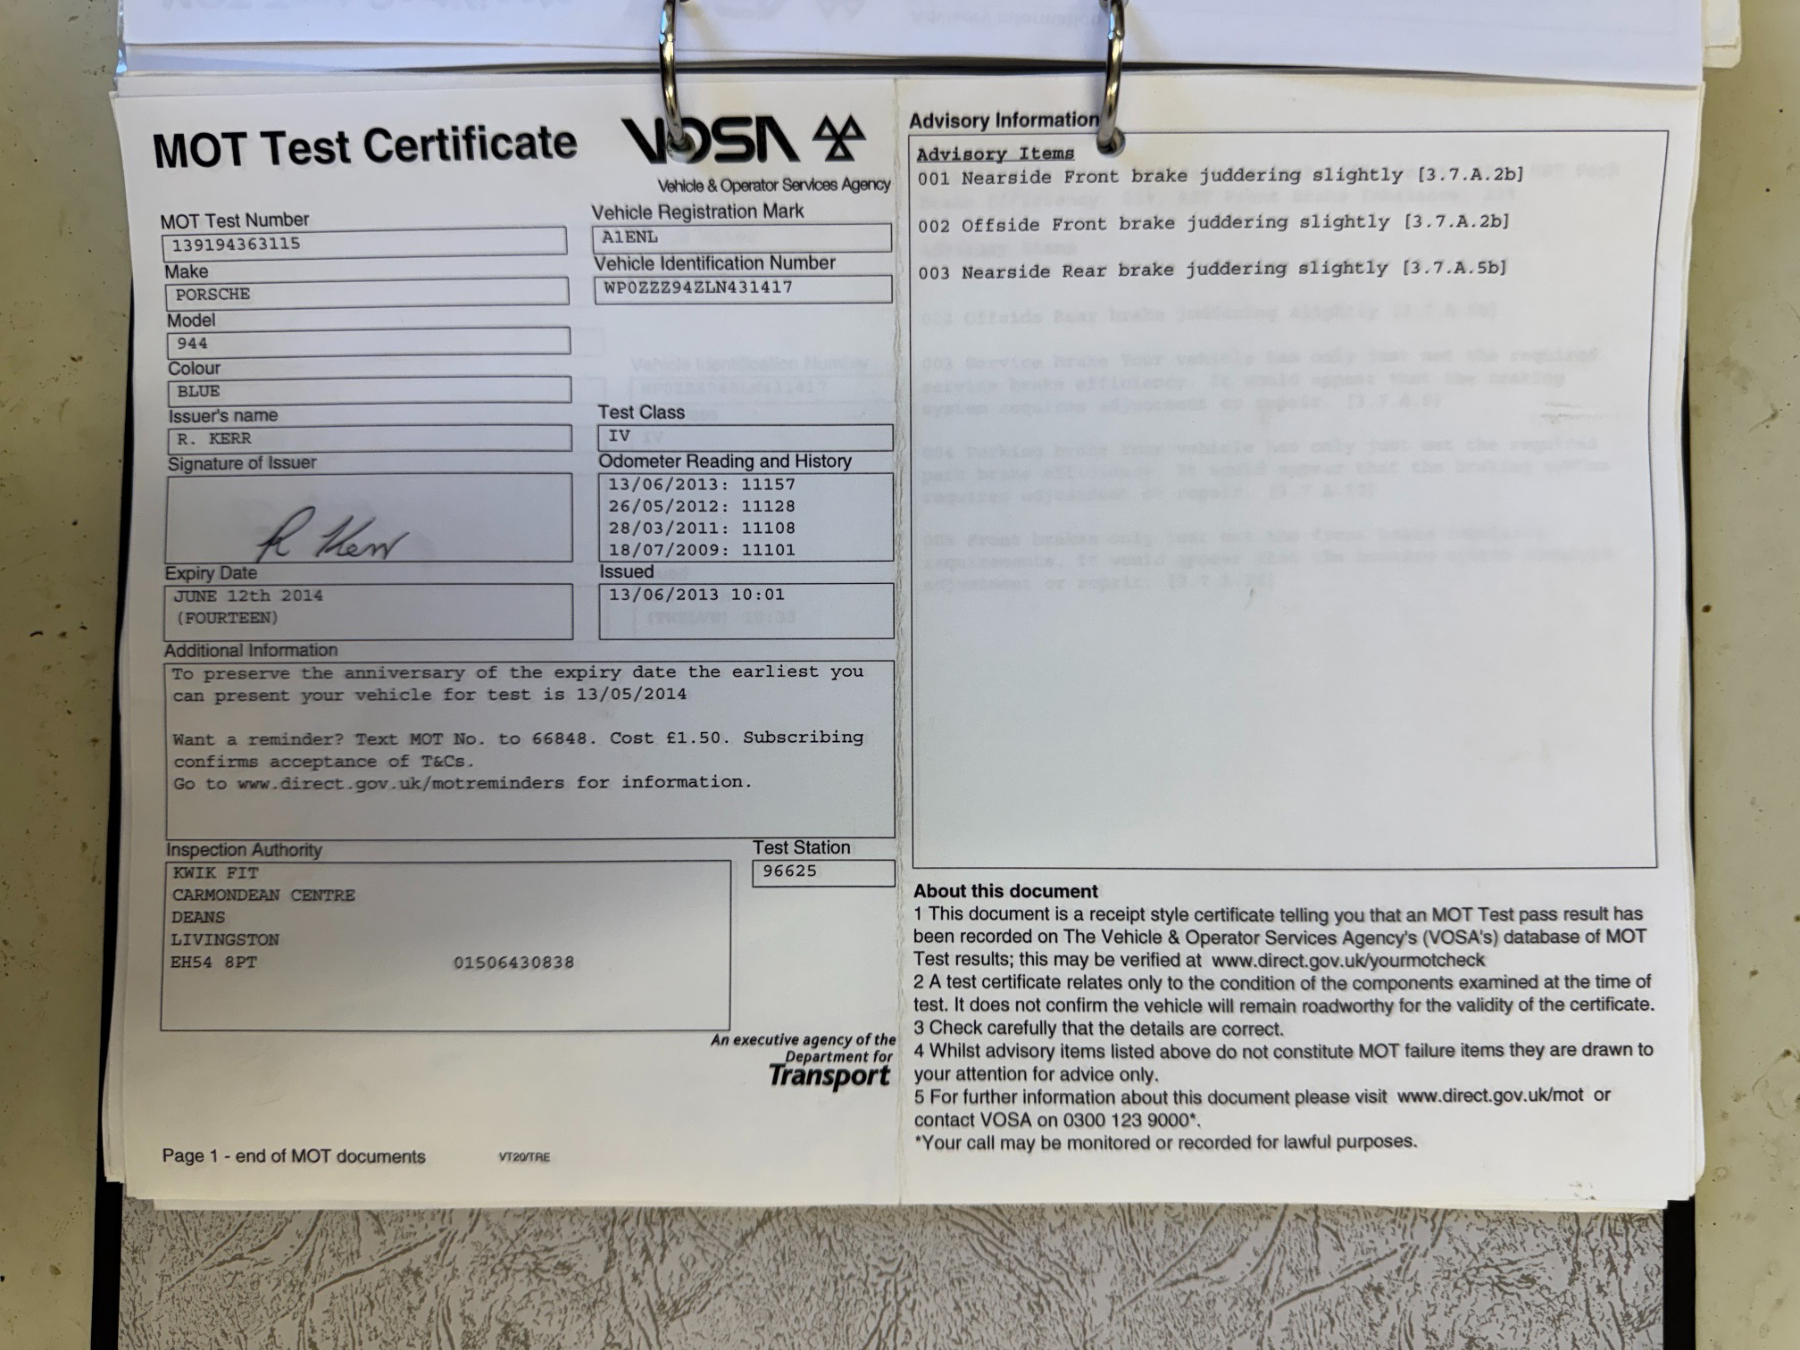 MOT Test Certificate
VOSA
Vehicle & Operator Services Agency
MOT Test Number
139194363115
Vehicle Registration Mark
A1ENL
Make
PORSCHE
Vehicle Identification Number
WP0ZZZ94ZLN431417
Model
944
Colour
BLUE
Issuer's name
R. KERR
Test Class
IV
Signature of Issuer
R Kerr
Odometer Reading and History
13/06/2013: 11157
26/05/2012: 11128
28/03/2011: 11108
18/07/2009: 11101
Expiry Date
JUNE 12th 2014
(FOURTEEN)
Issued
13/06/2013 10:01
Additional Information
To preserve the anniversary of the expiry date the earliest you
can present your vehicle for test is 13/05/2014
Want a reminder? Text MOT No. to 66848. Cost £1.50. Subscribing
confirms acceptance of T&Cs.
Go to www.direct.gov.uk/motreminders for information.
Inspection Authority
KWIK FIT
CARMONDEAN CENTRE
DEANS
LIVINGSTON
EH54 8PT 01506430838
Test Station
96625
An executive agency of the
Department for
Transport
Page 1 - end of MOT documents VT20/TRE
Advisory Information
Advisory Items
001 Nearside Front brake juddering slightly [3.7.A.2b]
002 Offside Front brake juddering slightly [3.7.A.2b]
003 Nearside Rear brake juddering slightly [3.7.A.5b]
About this document
1 This document is a receipt style certificate telling you that an MOT Test pass result has
been recorded on The Vehicle & Operator Services Agency's (VOSA's) database of MOT
Test results; this may be verified at www.direct.gov.uk/yourmotcheck
2 A test certificate relates only to the condition of the components examined at the time of
test. It does not confirm the vehicle will remain roadworthy for the validity of the certificate.
3 Check carefully that the details are correct.
4 Whilst advisory items listed above do not constitute MOT failure items they are drawn to
your attention for advice only.
5 For further information about this document please visit www.direct.gov.uk/mot or
contact VOSA on 0300 123 9000*.
*Your call may be monitored or recorded for lawful purposes.